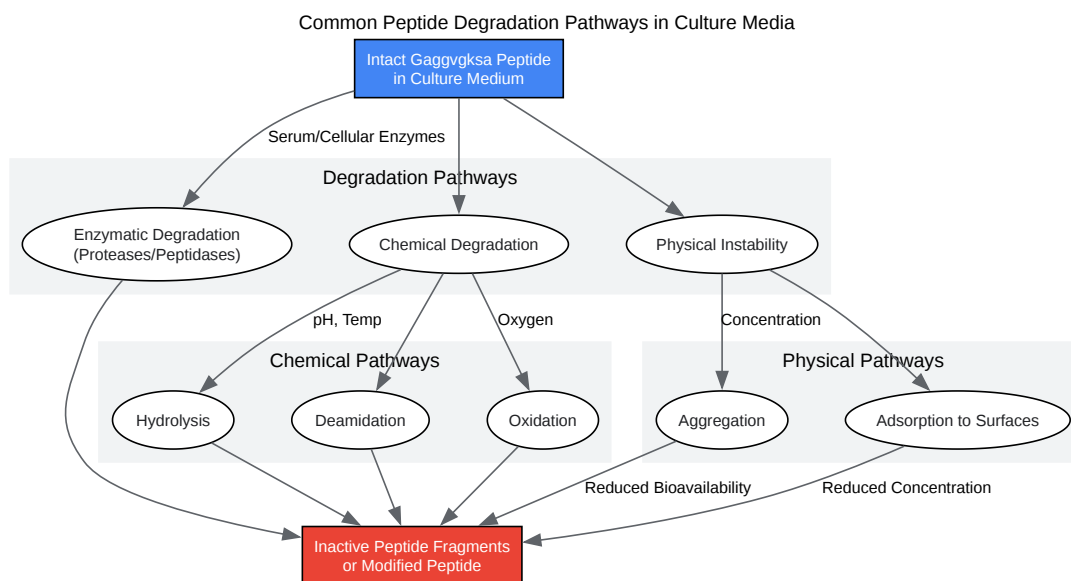 Common Peptide Degradation Pathways in Culture Media
Intact Gaggvgksa Peptide
in Culture Medium
Serum/Cellular Enzymes
Degradation Pathways
Enzymatic Degradation
(Proteases/Peptidases)
Chemical Degradation
Physical Instability
pH, Temp
Oxygen
Concentration
Chemical Pathways
Physical Pathways
Hydrolysis
Deamidation
Oxidation
Aggregation
Adsorption to Surfaces
Reduced Bioavailability
Reduced Concentration
Inactive Peptide Fragments
or Modified Peptide